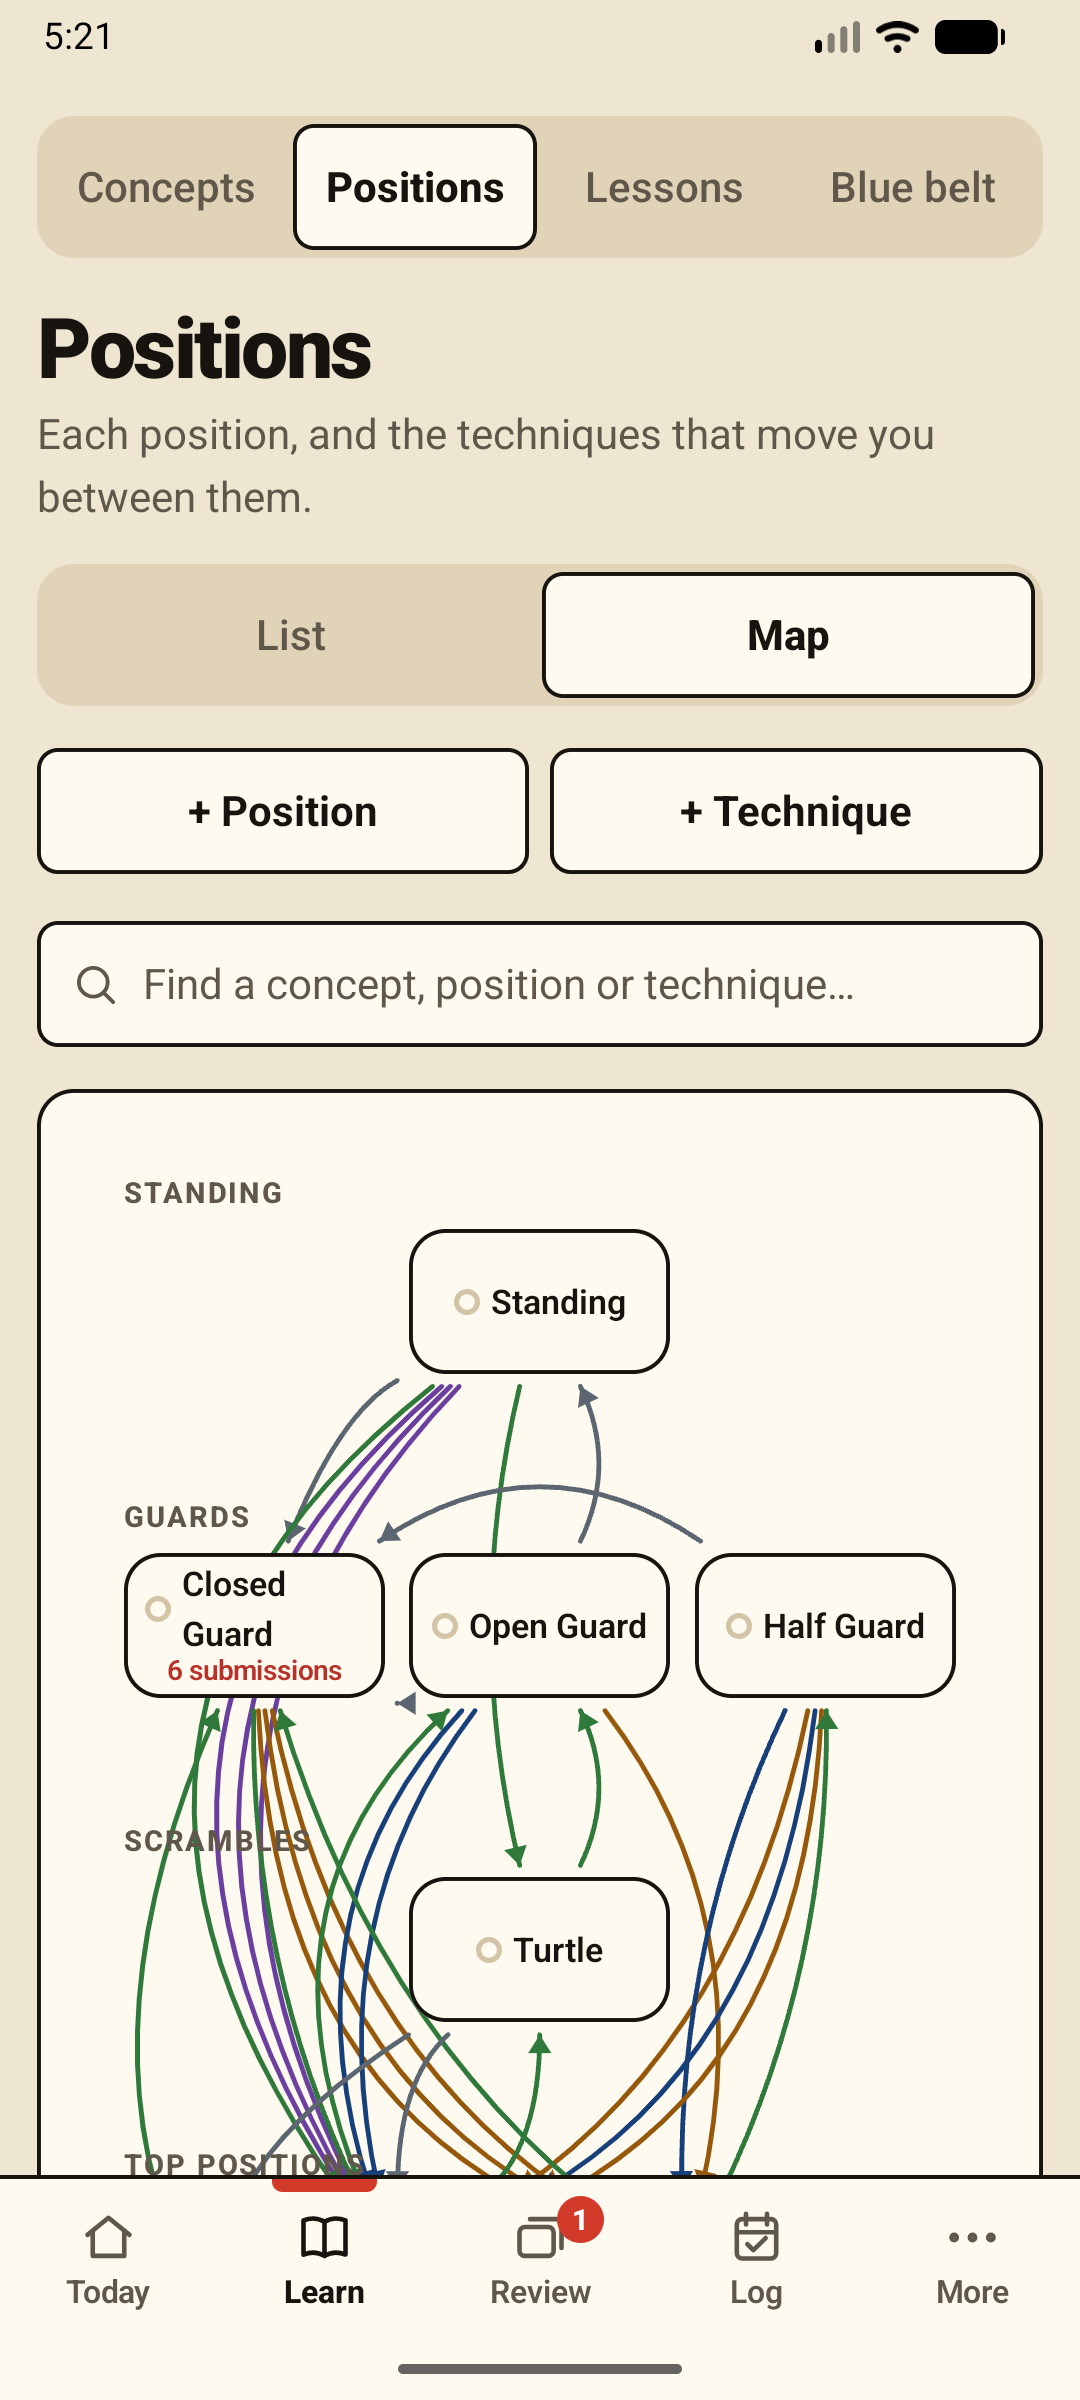 5:21
Concepts Positions Lessons Blue belt
Positions
Each position, and the techniques that move you
between them.
List Map
+ Position + Technique
Find a concept, position or technique…
STANDING
Standing
GUARDS
Closed
Guard
6 submissions
Open Guard
Half Guard
SCRAMBLES
Turtle
TOP POSITIONS
1
Today Learn Review Log More